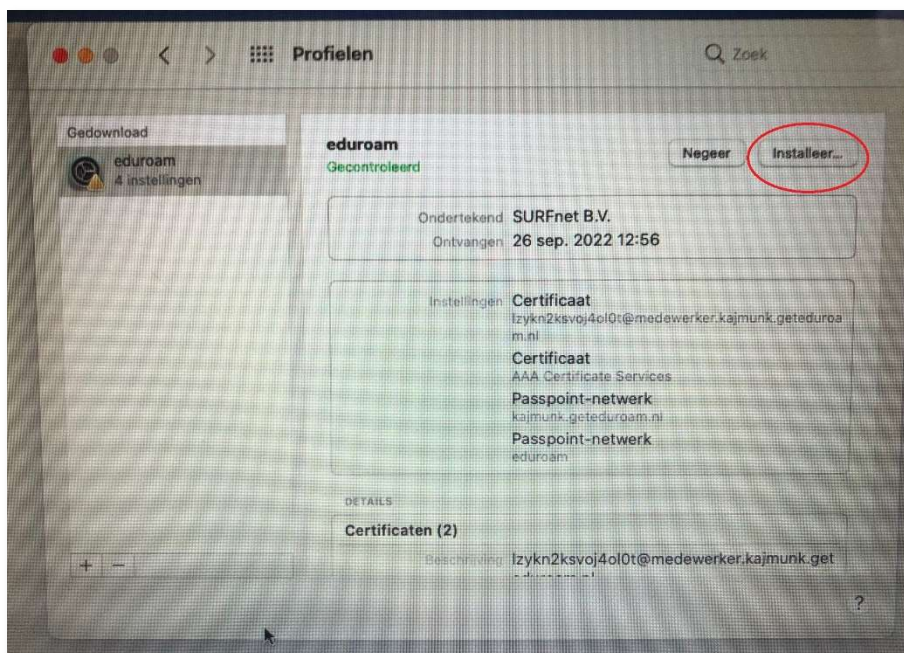 Profielen
Zoek
Gedownload
eduroam
4 instellingen
eduroam
Gecontroleerd
Negeer
Installeer...
Ondertekend SURFnet B.V.
Ontvangen 26 sep. 2022 12:56
Instellingen Certificaat
lzykn2ksvoj4ol0t@medewerker.kajmunk.geteduroa
m.nl
Certificaat
AAA Certificate Services
Passpoint-netwerk
kajmunk.geteduroam.nl
Passpoint-netwerk
eduroam
DETAILS
Certificaten (2)
Beschrijving lzykn2ksvoj4ol0t@medewerker.kajmunk.get
+ −
?